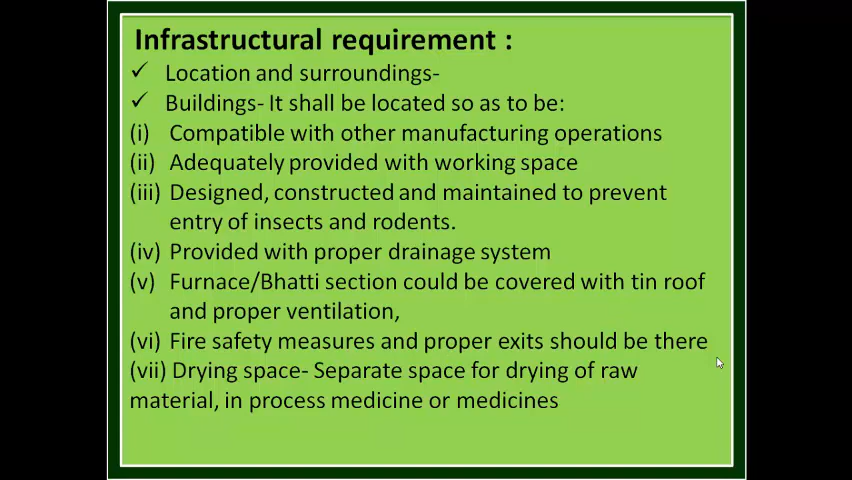 Infrastructural requirement :
✓ Location and surroundings-
✓ Buildings- It shall be located so as to be:
(i) Compatible with other manufacturing operations
(ii) Adequately provided with working space
(iii) Designed, constructed and maintained to prevent
entry of insects and rodents.
(iv) Provided with proper drainage system
(v) Furnace/Bhatti section could be covered with tin roof
and proper ventilation,
(vi) Fire safety measures and proper exits should be there
(vii) Drying space- Separate space for drying of raw
material, in process medicine or medicines